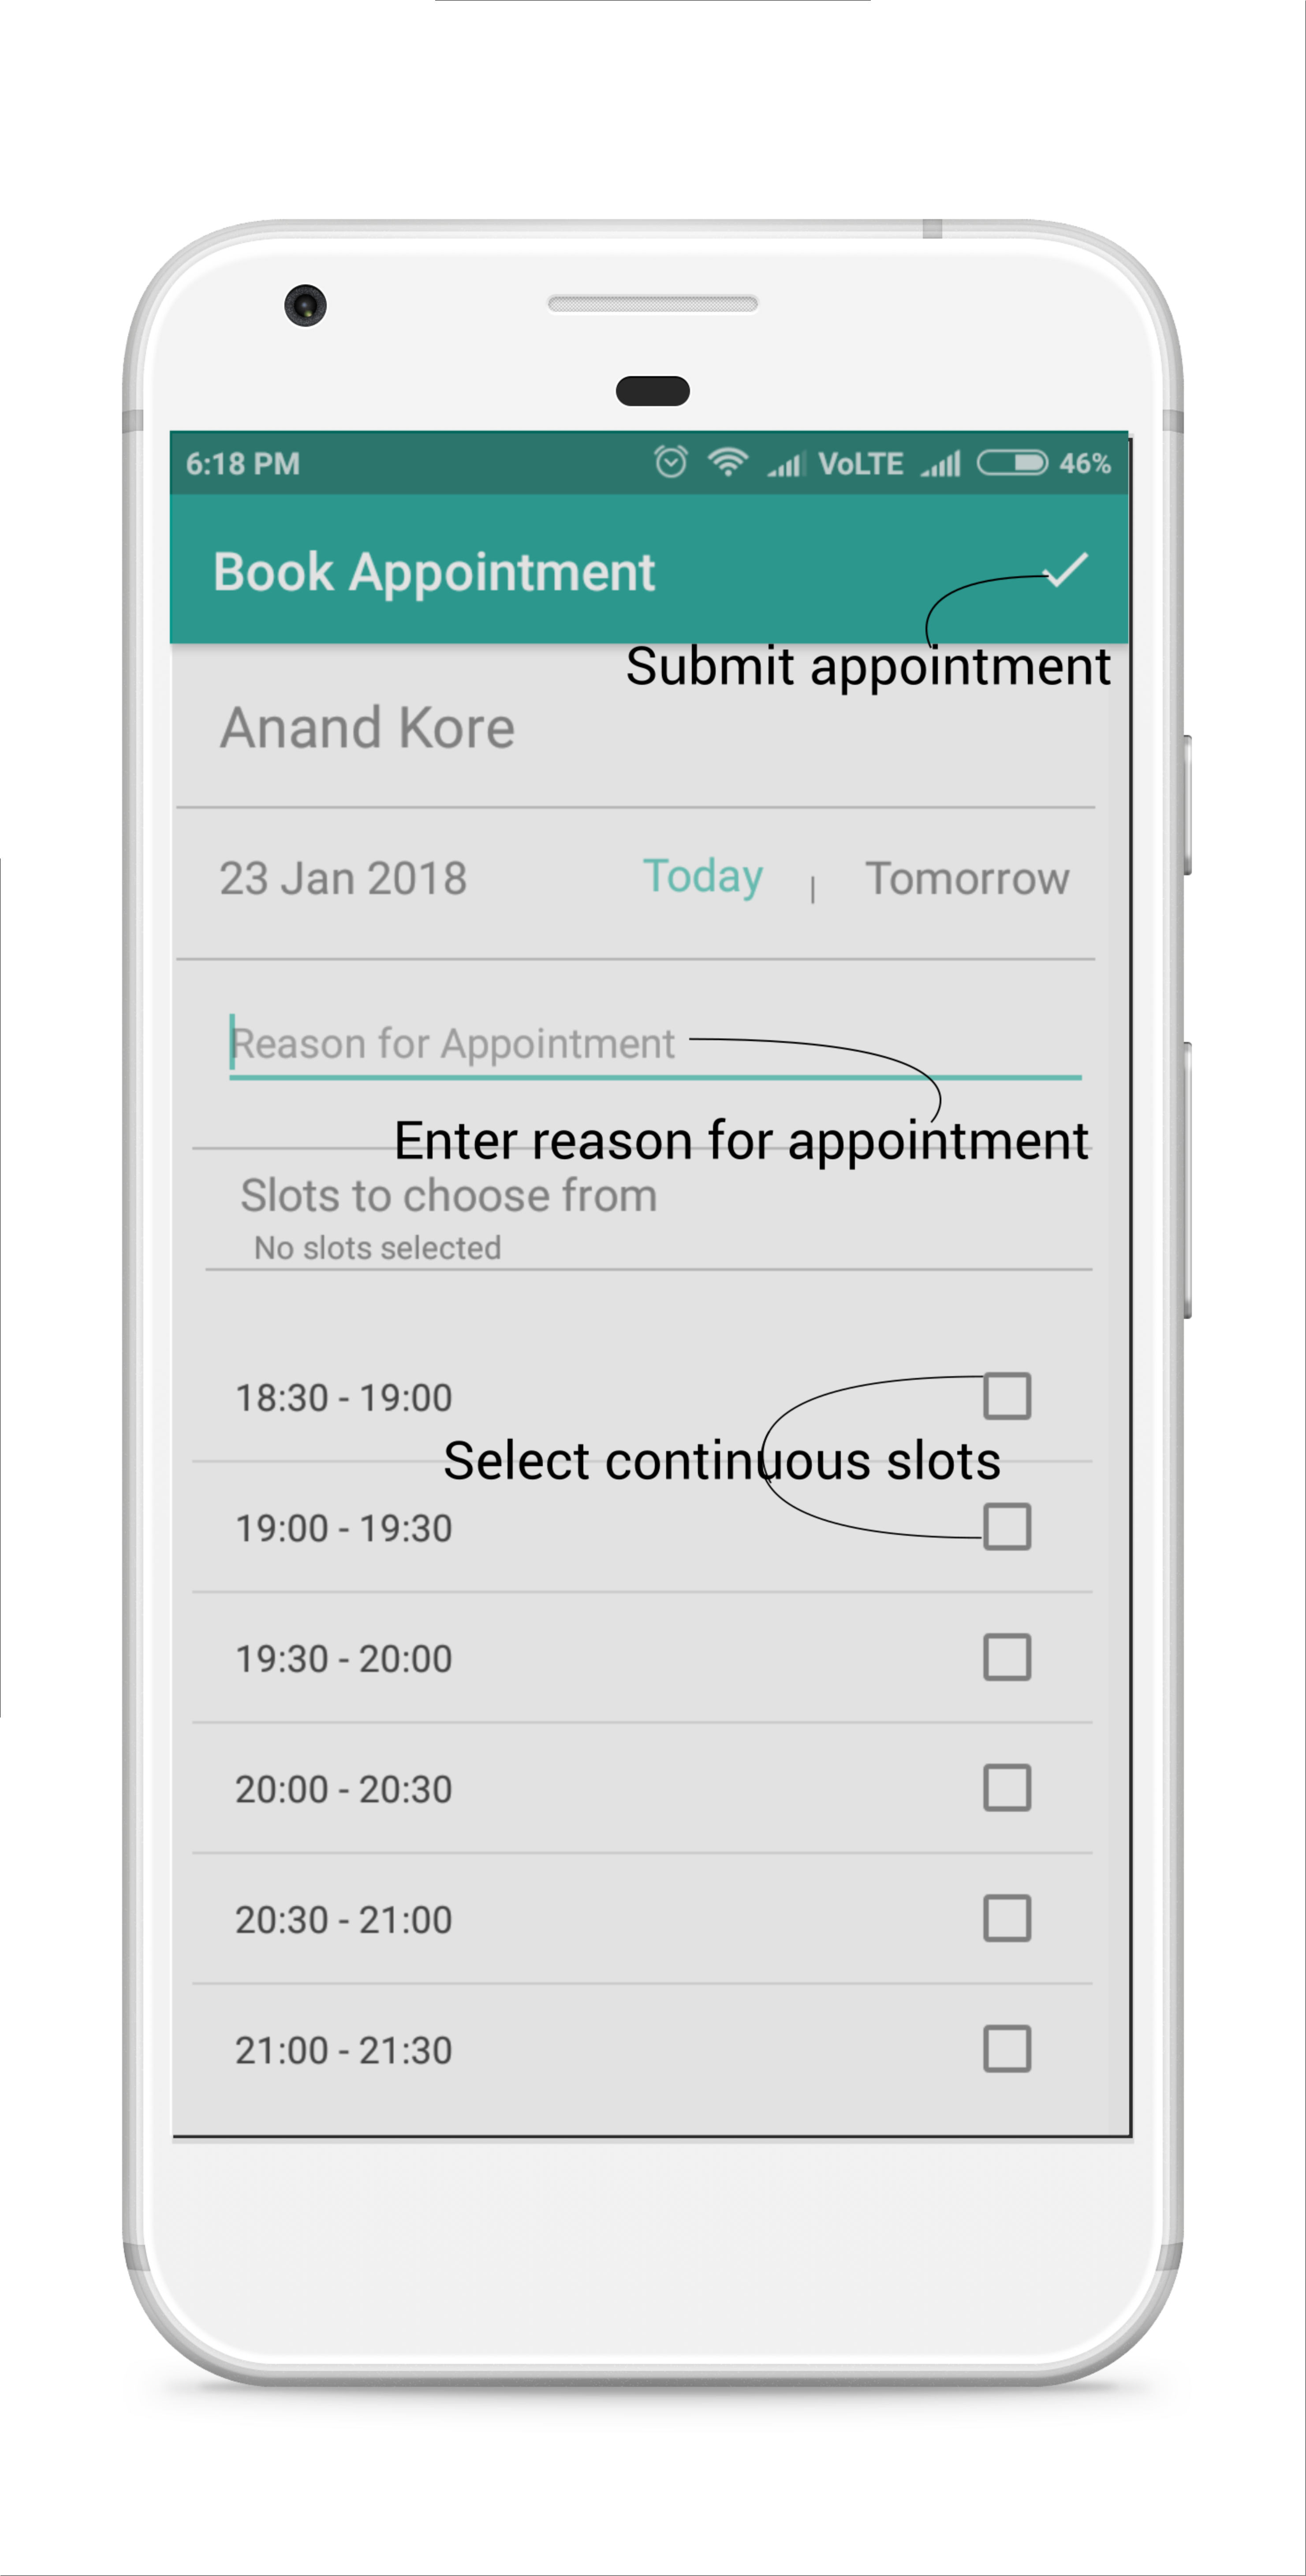 6:18 PM VoLTE 46%
Book Appointment
Submit appointment
Anand Kore
23 Jan 2018 Today | Tomorrow
Reason for Appointment
Enter reason for appointment
Slots to choose from
No slots selected
18:30 - 19:00
Select continuous slots
19:00 - 19:30
19:30 - 20:00
20:00 - 20:30
20:30 - 21:00
21:00 - 21:30